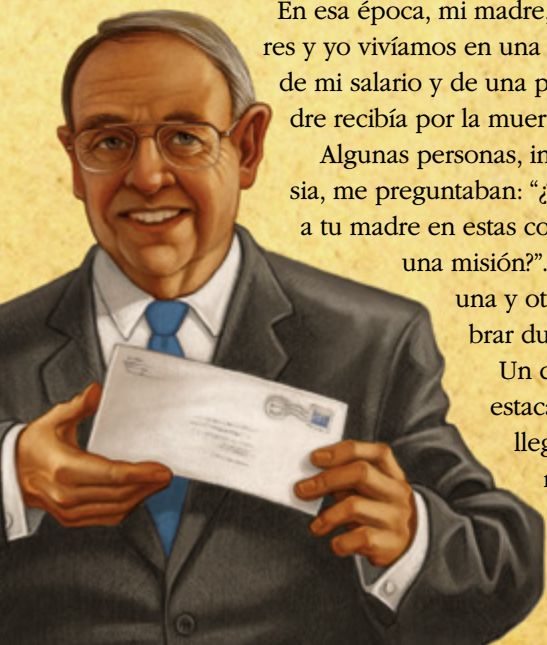 En esa época, mi madre
res y yo vivíamos en una
de mi salario y de una p
dre recibía por la muer
Algunas personas, in
sia, me preguntaban: “¿
a tu madre en estas co
una misión?”.
una y ot
brar du
Un d
estaca
lleg